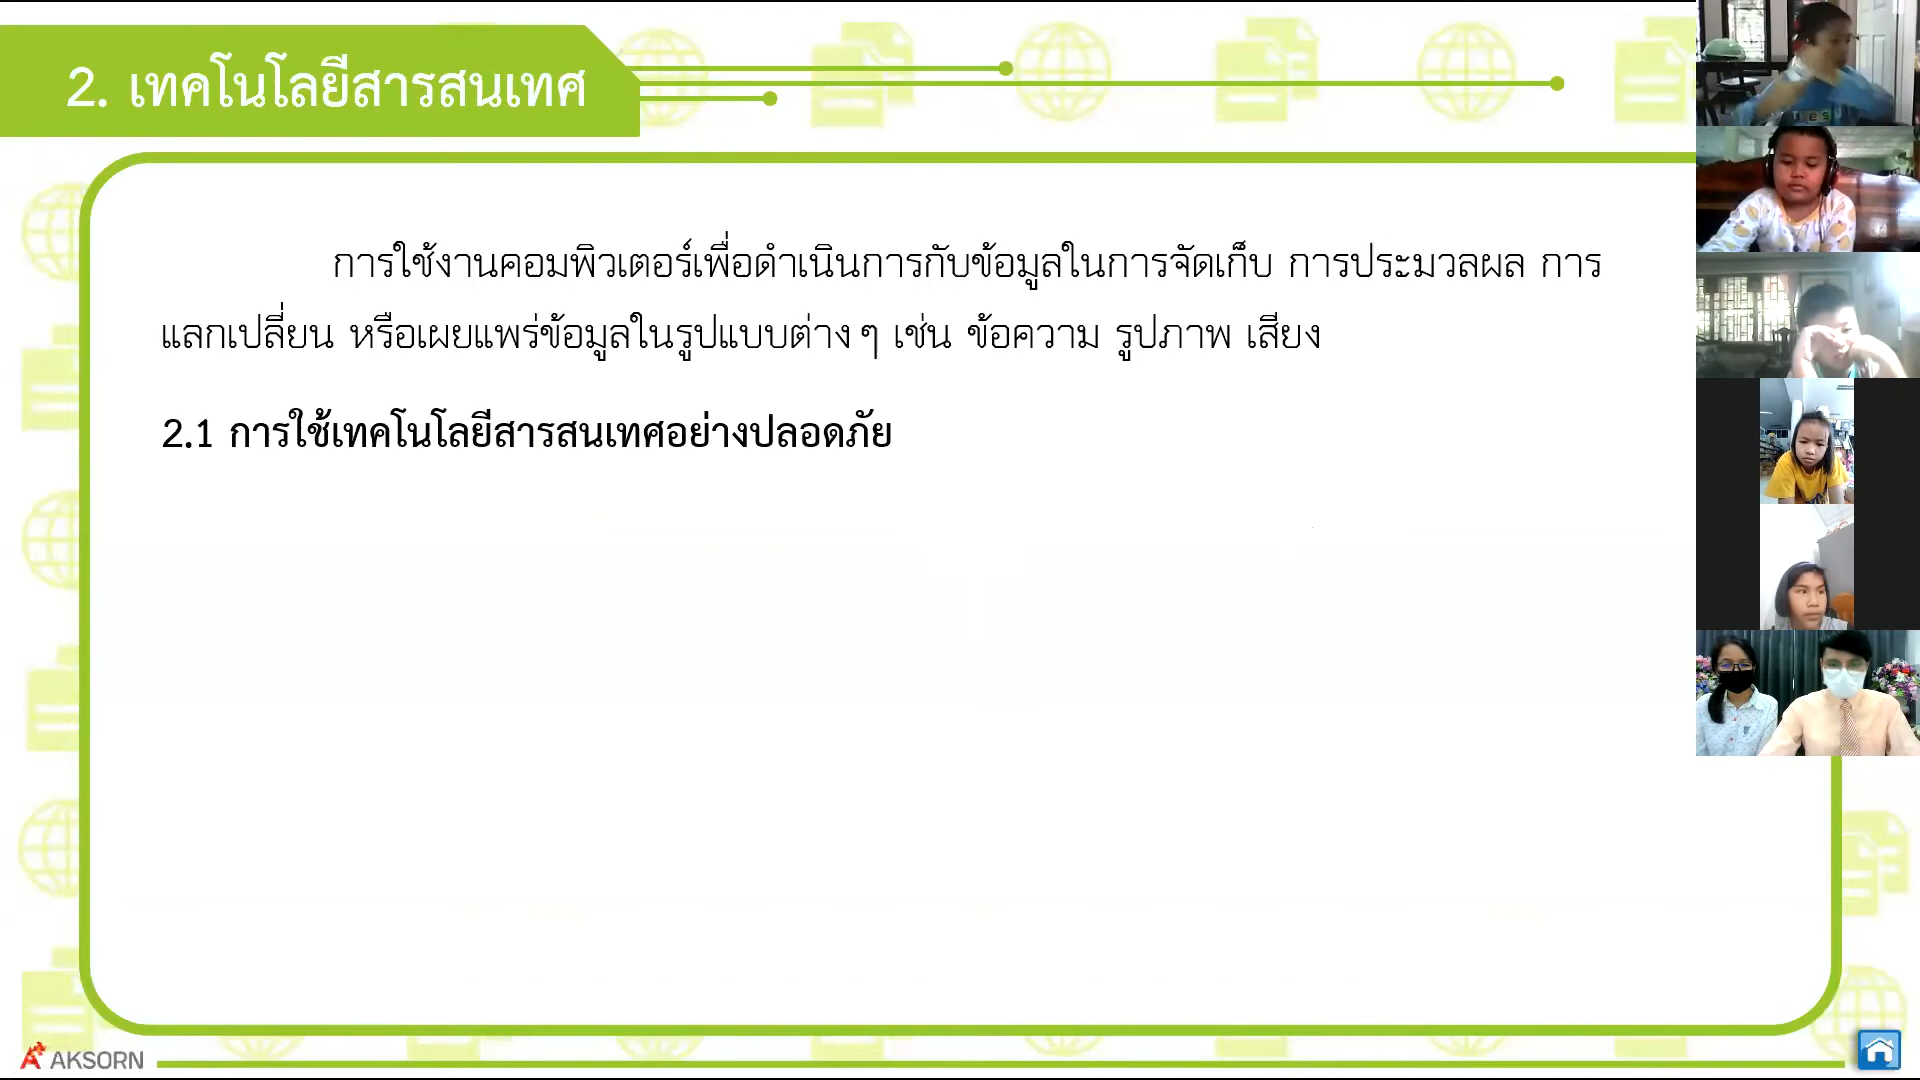 2. เทคโนโลยีสารสนเทศ
การใช้งานคอมพิวเตอร์เพื่อดำเนินการกับข้อมูลในการจัดเก็บ การประมวลผล การ
แลกเปลี่ยน หรือเผยแพร่ข้อมูลในรูปแบบต่าง ๆ เช่น ข้อความ รูปภาพ เสียง
2.1 การใช้เทคโนโลยีสารสนเทศอย่างปลอดภัย
AKSORN